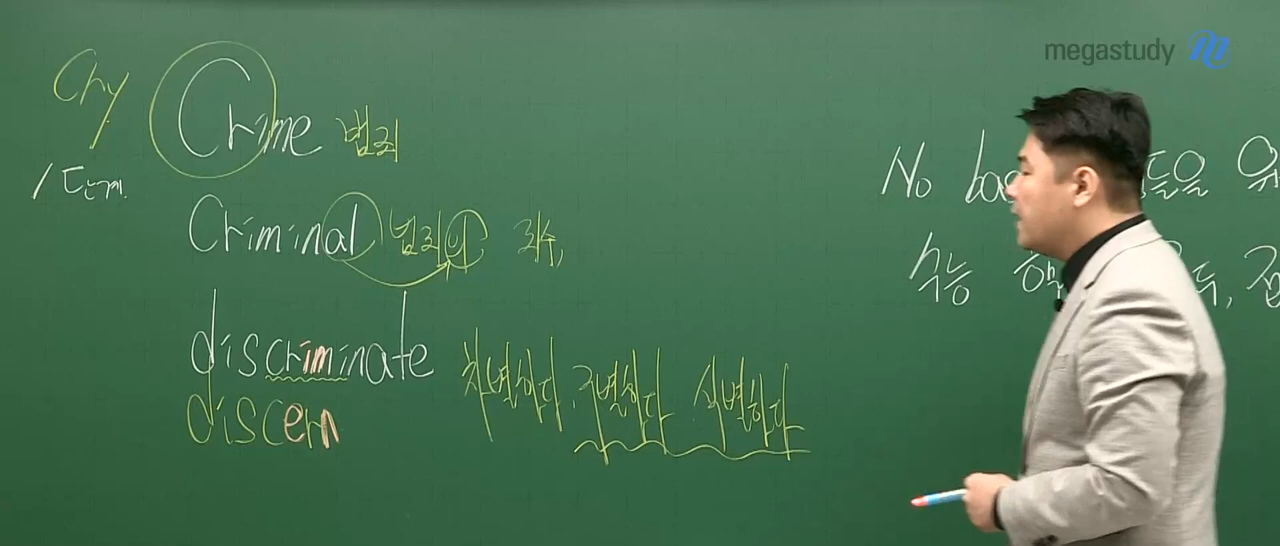 megastudy
Cry Crime 범죄
1단계
Criminal 범죄의 죄수,
discriminate 차별하다, 구별하다 식별하다
discern
No
수능